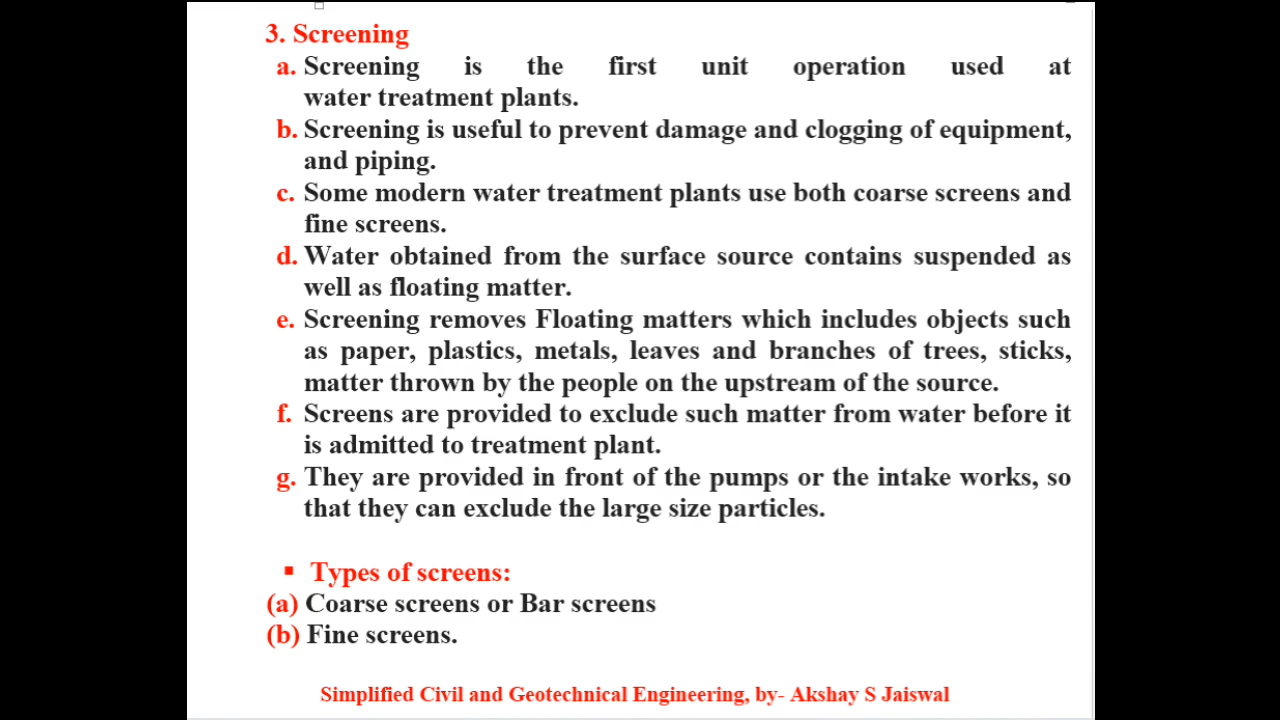 3. Screening
a. Screening is the first unit operation used at
water treatment plants.
b. Screening is useful to prevent damage and clogging of equipment,
and piping.
c. Some modern water treatment plants use both coarse screens and
fine screens.
d. Water obtained from the surface source contains suspended as
well as floating matter.
e. Screening removes Floating matters which includes objects such
as paper, plastics, metals, leaves and branches of trees, sticks,
matter thrown by the people on the upstream of the source.
f. Screens are provided to exclude such matter from water before it
is admitted to treatment plant.
g. They are provided in front of the pumps or the intake works, so
that they can exclude the large size particles.
▪ Types of screens:
(a) Coarse screens or Bar screens
(b) Fine screens.
Simplified Civil and Geotechnical Engineering, by- Akshay S Jaiswal